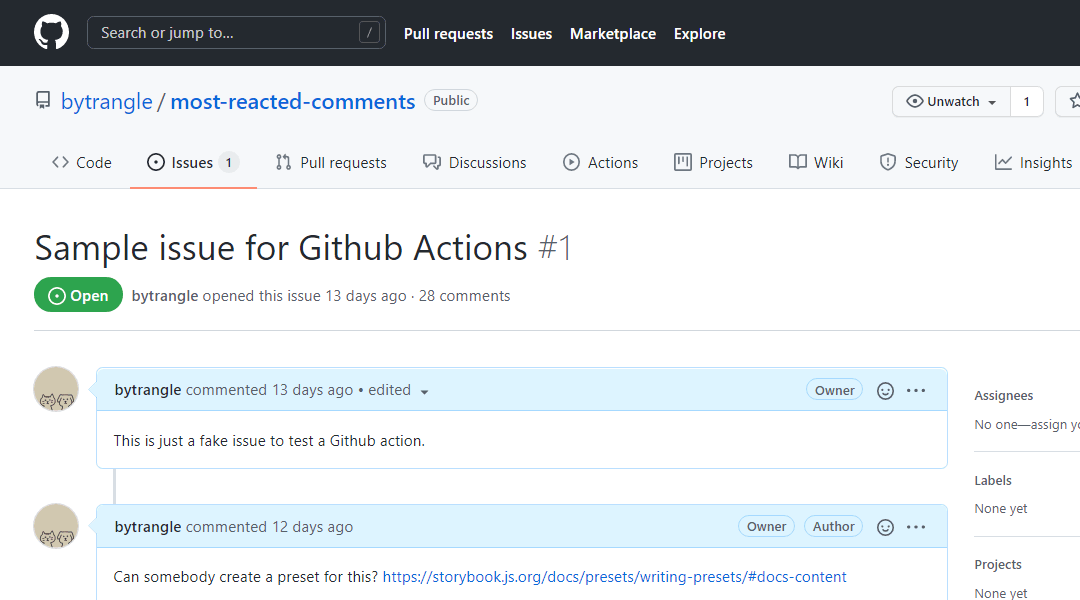 Search or jump to... /
Pull requests Issues Marketplace Explore
bytrangle / most-reacted-comments Public
Unwatch 1
Code Issues 1 Pull requests Discussions Actions Projects Wiki Security Insights
Sample issue for Github Actions #1
Open bytrangle opened this issue 13 days ago · 28 comments
bytrangle commented 13 days ago • edited Owner
This is just a fake issue to test a Github action.
bytrangle commented 12 days ago Owner Author
Can somebody create a preset for this? https://storybook.js.org/docs/presets/writing-presets/#docs-content
Assignees
No one—assign yo
Labels
None yet
Projects
None yet